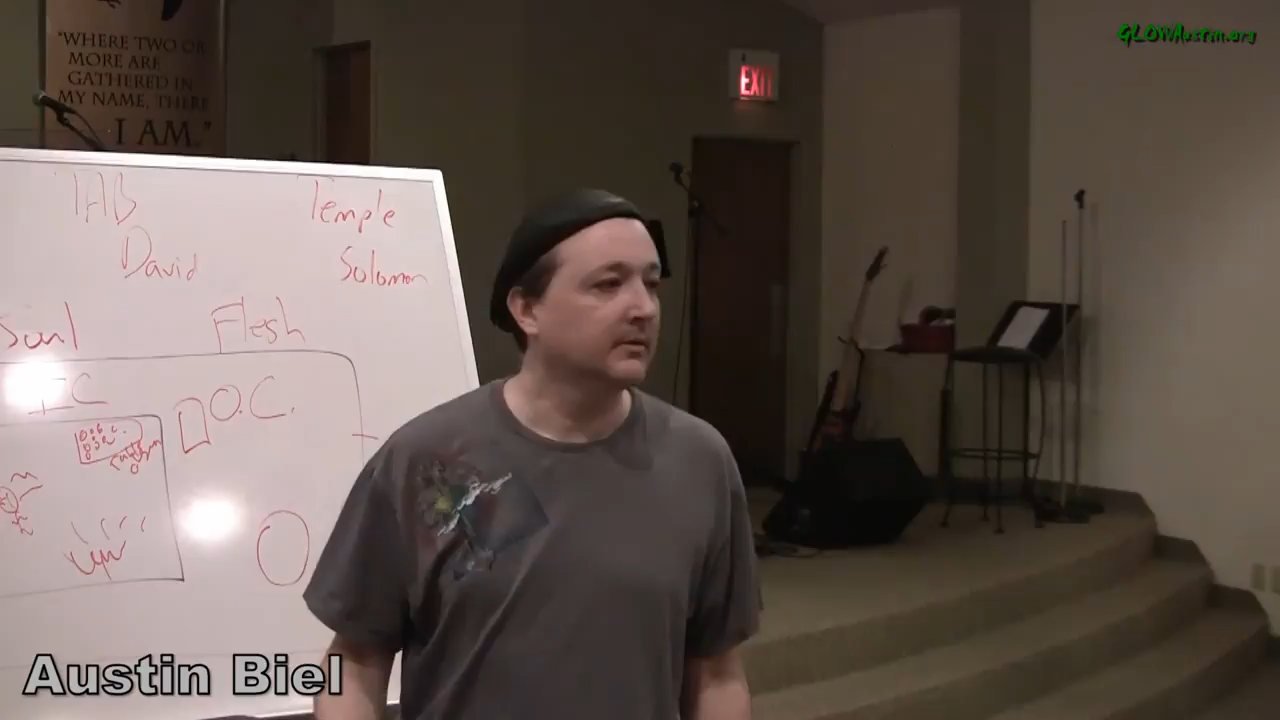 GLOWAustin.org
"WHERE TWO OR
MORE ARE
GATHERED IN
MY NAME, THERE
I AM."
EXIT
TAB
Temple
David
Solomon
Soul
Flesh
IC
O.C.
Austin Biel